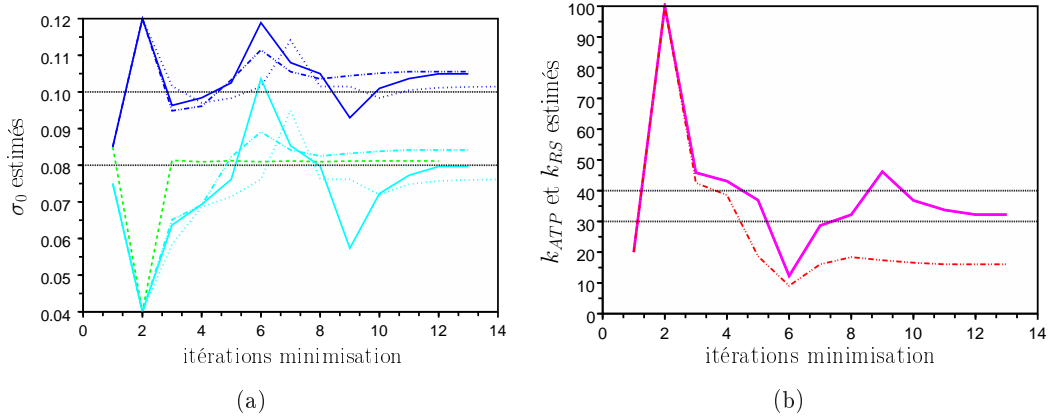 0.12
0.11
0.10
0.09
0.08
0.07
0.06
0.05
0.04
0 2 4 6 8 10 12 14
σ0 estimés
itérations minimisation
(a)
100
90
80
70
60
50
40
30
20
10
0
0 2 4 6 8 10 12 14
kATP et kRS estimés
itérations minimisation
(b)